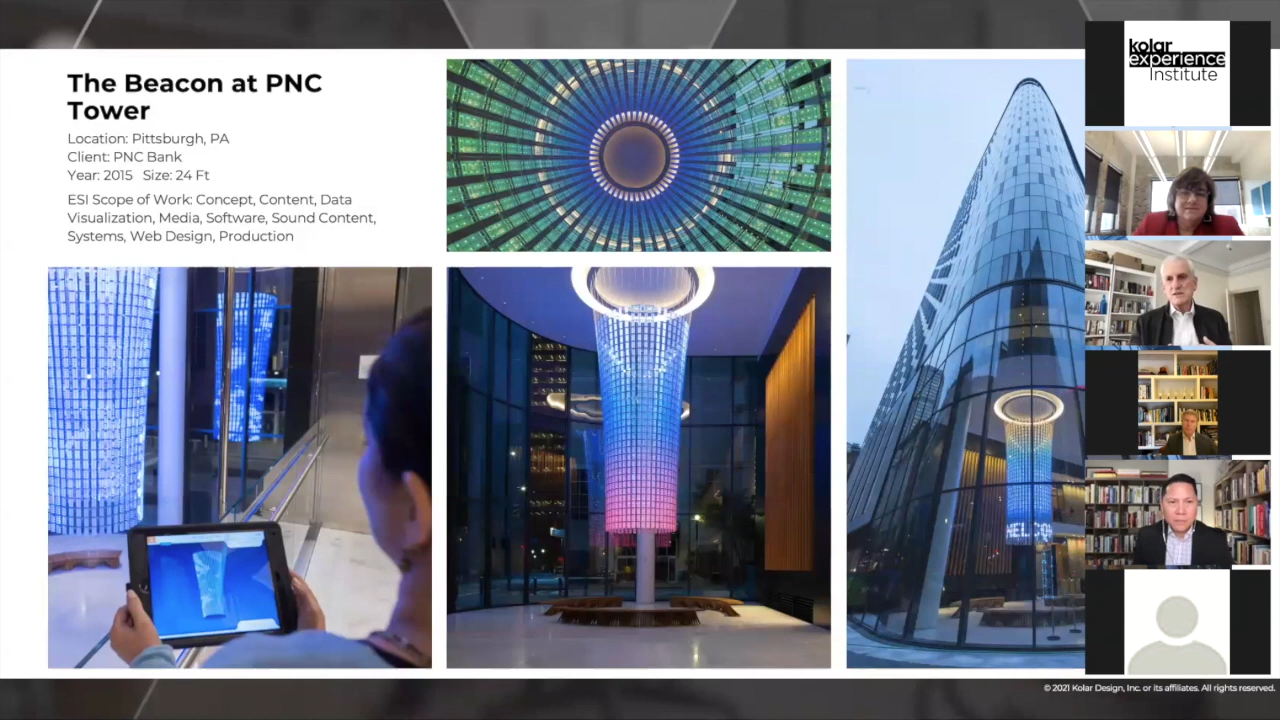 The Beacon at PNC
Tower
Location: Pittsburgh, PA
Client: PNC Bank
Year: 2015 Size: 24 Ft
ESI Scope of Work: Concept, Content, Data
Visualization, Media, Software, Sound Content,
Systems, Web Design, Production
WELCO
kolar
experience
Institute
© 2021 Kolar Design, Inc. or its affiliates. All rights reserved.